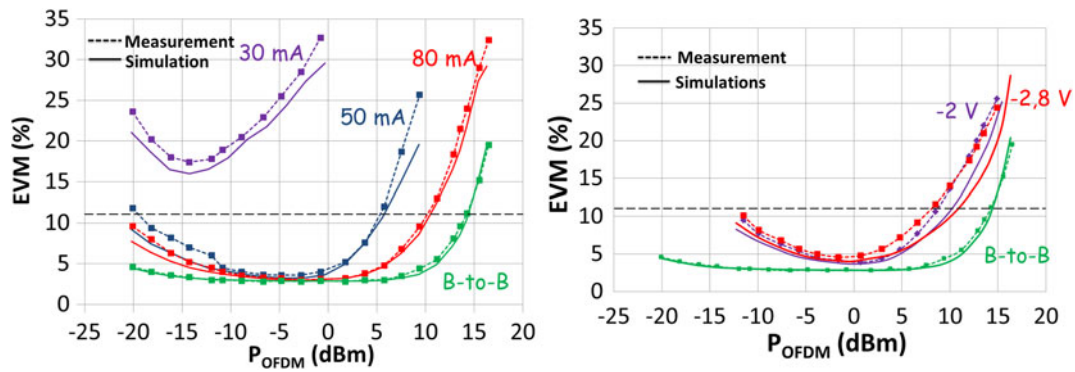 35
30
25
20
15
10
5
0
EVM (%)
Measurement
Simulation
30 mA
80 mA
50 mA
B-to-B
-25 -20 -15 -10 -5 0 5 10 15 20
P_OFDM (dBm)
35
30
25
20
15
10
5
0
EVM (%)
Measurement
Simulations
-2 V
-2,8 V
B-to-B
-25 -20 -15 -10 -5 0 5 10 15 20
P_OFDM (dBm)